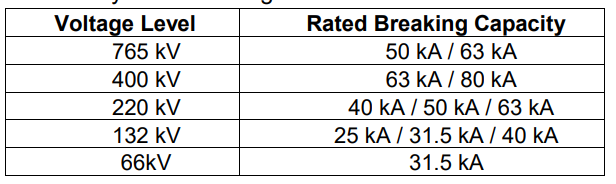 Voltage Level Rated Breaking Capacity
765 kV 50 kA / 63 kA
400 kV 63 kA / 80 kA
220 kV 40 kA / 50 kA / 63 kA
132 kV 25 kA / 31.5 kA / 40 kA
66kV 31.5 kA